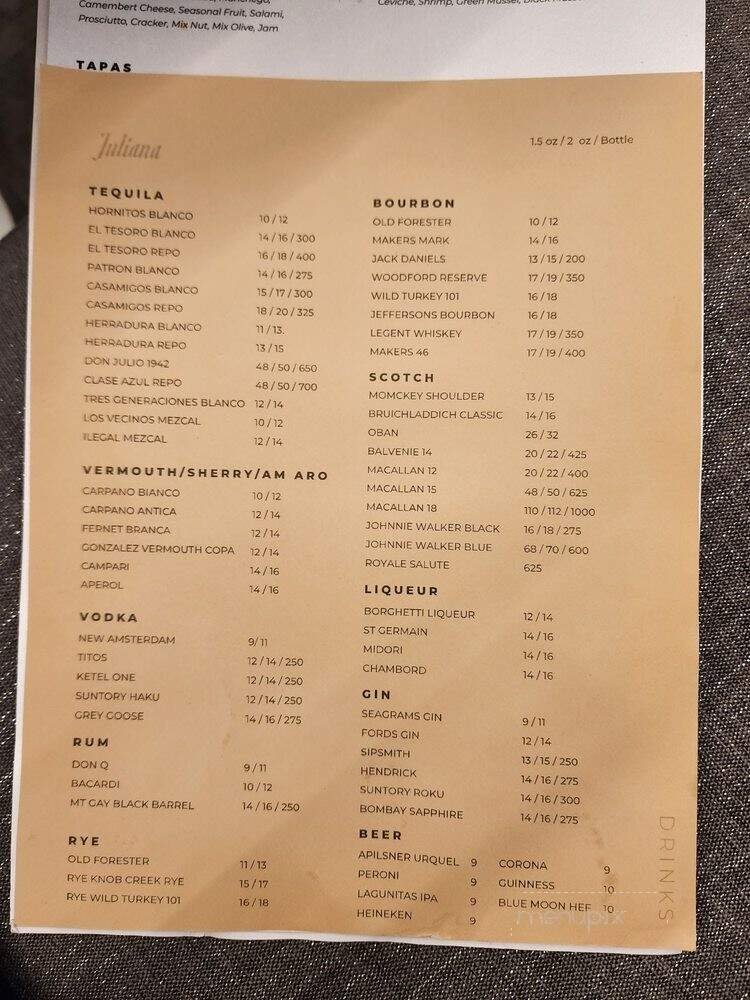 Camembert Cheese, Seasonal Fruit, Salami,
Prosciutto, Cracker, Mix Nut, Mix Olive, Jam
Ceviche, Shrimp, Green Mussel,
TAPAS
Juliana
1.5 oz / 2 oz / Bottle
TEQUILA
HORNITOS BLANCO 10 / 12
EL TESORO BLANCO 14 / 16 / 300
EL TESORO REPO 16 / 18 / 400
PATRON BLANCO 14 / 16 / 275
CASAMIGOS BLANCO 15 / 17 / 300
CASAMIGOS REPO 18 / 20 / 325
HERRADURA BLANCO 11 / 13.
HERRADURA REPO 13 / 15
DON JULIO 1942 48 / 50 / 650
CLASE AZUL REPO 48 / 50 / 700
TRES GENERACIONES BLANCO 12 / 14
LOS VECINOS MEZCAL 10 / 12
ILEGAL MEZCAL 12 / 14
VERMOUTH/SHERRY/AM ARO
CARPANO BIANCO 10 / 12
CARPANO ANTICA 12 / 14
FERNET BRANCA 12 / 14
GONZALEZ VERMOUTH COPA 12 / 14
CAMPARI 14 / 16
APEROL 14 / 16
VODKA
NEW AMSTERDAM 9/ 11
TITOS 12 / 14 / 250
KETEL ONE 12 / 14 / 250
SUNTORY HAKU 12 / 14 / 250
GREY GOOSE 14 / 16 / 275
RUM
DON Q 9 / 11
BACARDI 10 / 12
MT GAY BLACK BARREL 14 / 16 / 250
RYE
OLD FORESTER 11 / 13
RYE KNOB CREEK RYE 15 / 17
RYE WILD TURKEY 101 16 / 18
BOURBON
OLD FORESTER 10 / 12
MAKERS MARK 14 / 16
JACK DANIELS 13 / 15 / 200
WOODFORD RESERVE 17 / 19 / 350
WILD TURKEY 101 16 / 18
JEFFERSONS BOURBON 16 / 18
LEGENT WHISKEY 17 / 19 / 350
MAKERS 46 17 / 19 / 400
SCOTCH
MOMCKEY SHOULDER 13 / 15
BRUICHLADDICH CLASSIC 14 / 16
OBAN 26 / 32
BALVENIE 14 20 / 22 / 425
MACALLAN 12 20 / 22 / 400
MACALLAN 15 48 / 50 / 625
MACALLAN 18 110 / 112 / 1000
JOHNNIE WALKER BLACK 16 / 18 / 275
JOHNNIE WALKER BLUE 68 / 70 / 600
ROYALE SALUTE 625
LIQUEUR
BORGHETTI LIQUEUR 12 / 14
ST GERMAIN 14 / 16
MIDORI 14 / 16
CHAMBORD 14 / 16
GIN
SEAGRAMS GIN 9 / 11
FORDS GIN 12 / 14
SIPSMITH 13 / 15 / 250
HENDRICK 14 / 16 / 275
SUNTORY ROKU 14 / 16 / 300
BOMBAY SAPPHIRE 14 / 16 / 275
BEER
APILSNER URQUEL 9
PERONI 9
LAGUNITAS IPA 9
HEINEKEN 9
CORONA 9
GUINNESS 10
BLUE MOON HEF 10
DRINKS
menupix